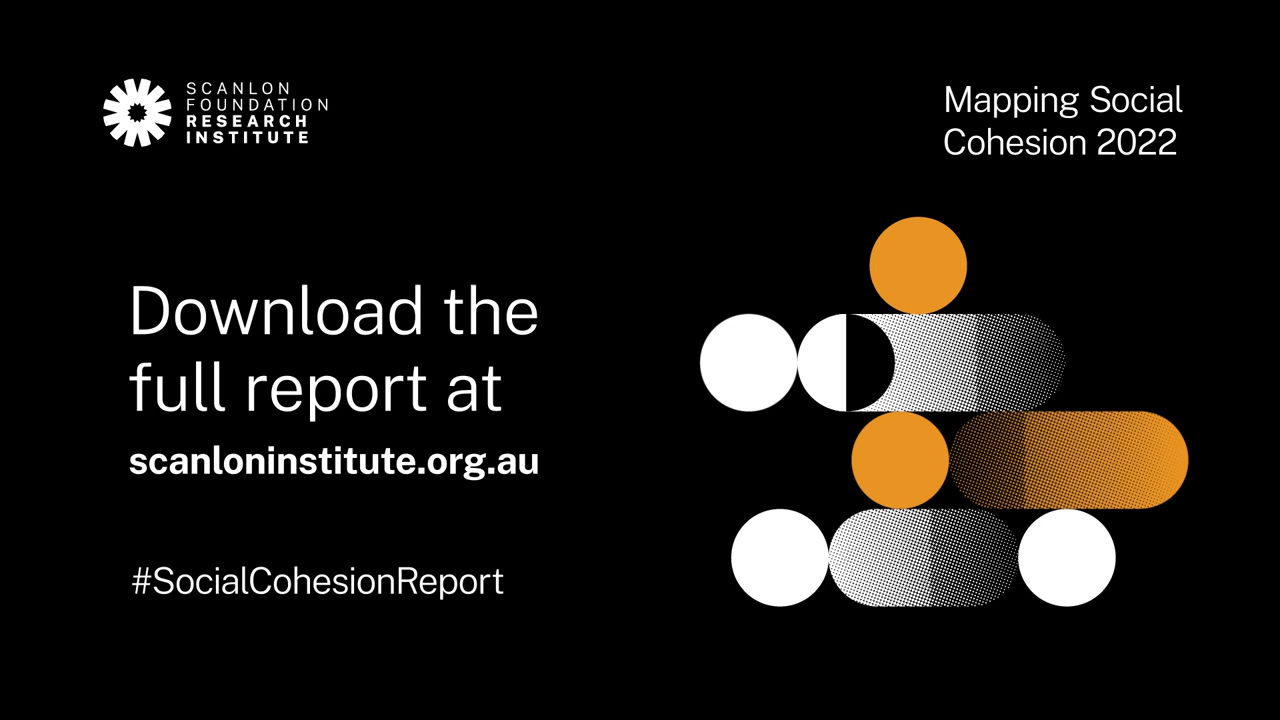 SCANLON
FOUNDATION
RESEARCH
INSTITUTE
Mapping Social
Cohesion 2022
Download the
full report at
scanloninstitute.org.au
#SocialCohesionReport